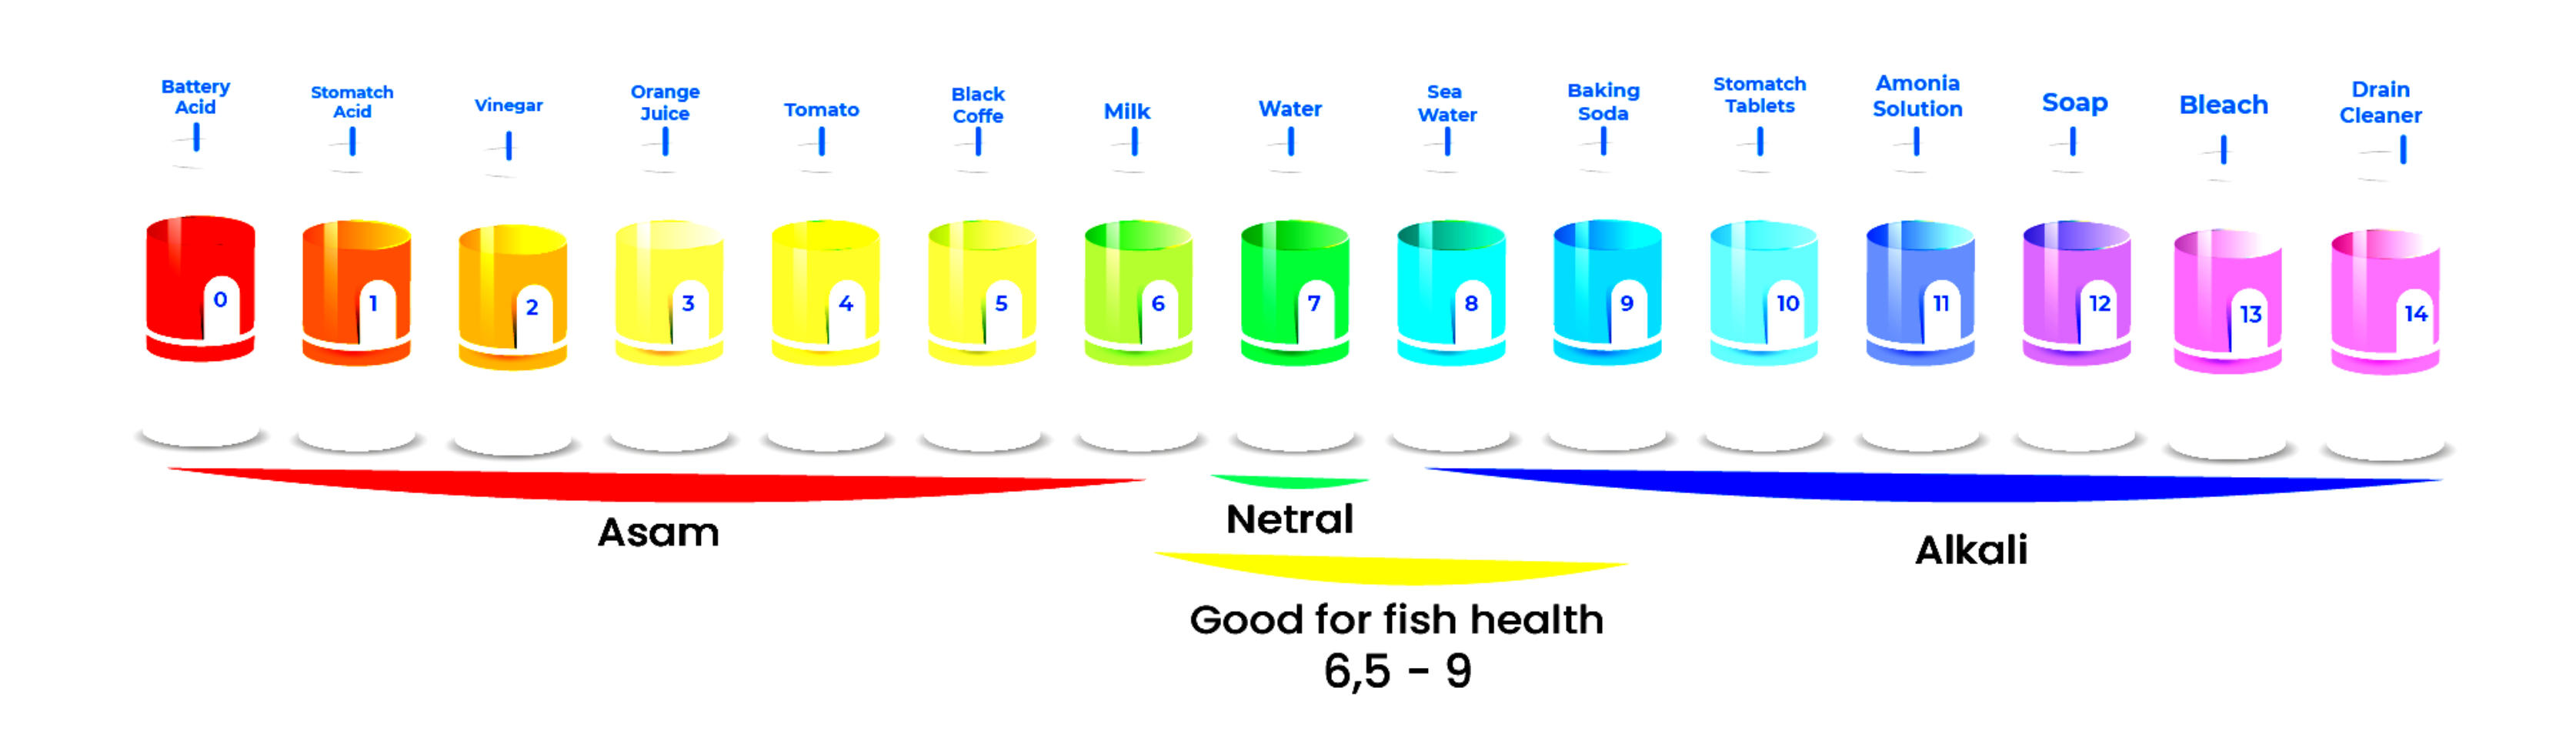 Battery
Acid
Stomatch
Acid
Vinegar
Orange
Juice
Tomato
Black
Coffe
Milk
Water
Sea
Water
Baking
Soda
Stomatch
Tablets
Amonia
Solution
Soap
Bleach
Drain
Cleaner
0
1
2
3
4
5
6
7
8
9
10
11
12
13
14
Asam
Netral
Alkali
Good for fish health
6,5 - 9